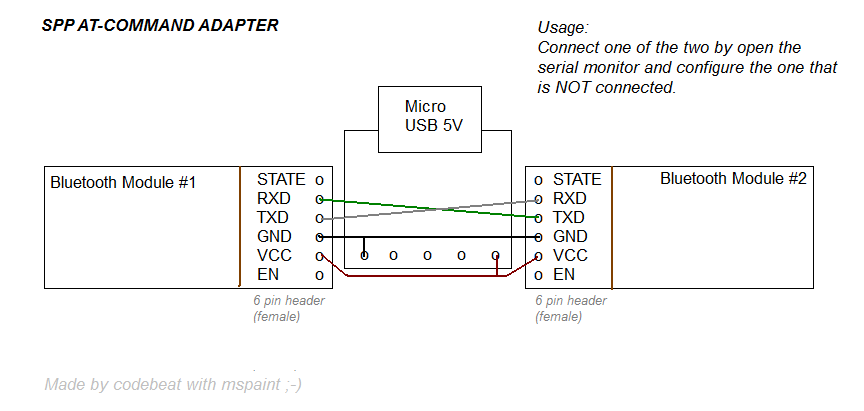 SPP AT-COMMAND ADAPTER
Usage:
Connect one of the two by open the
serial monitor and configure the one that
is NOT connected.
Micro
USB 5V
Bluetooth Module #1
STATE o
RXD o
TXD o
GND o
VCC o
EN o
o o o o o
o STATE
o RXD
o TXD
o GND
o VCC
o EN
Bluetooth Module #2
6 pin header
(female)
6 pin header
(female)
Made by codebeat with mspaint ;-)